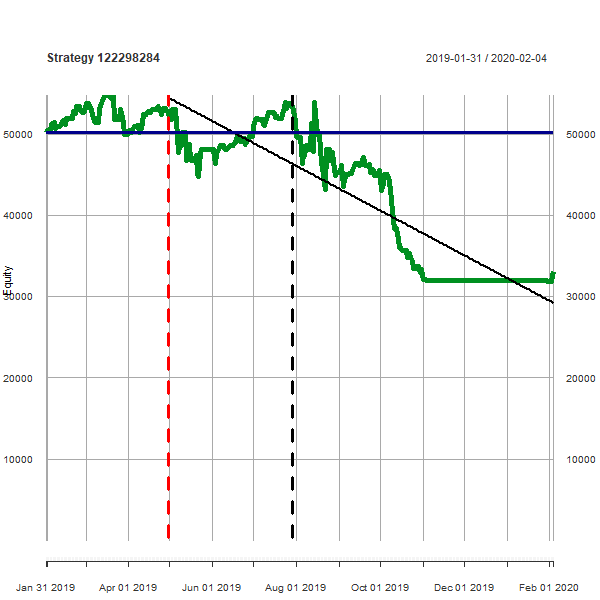 Strategy 122298284
2019-01-31 / 2020-02-04
50000 50000
40000 40000
Equity
30000 30000
20000 20000
10000 10000
Jan 31 2019 Apr 01 2019 Jun 01 2019 Aug 01 2019 Oct 01 2019 Dec 01 2019 Feb 01 2020